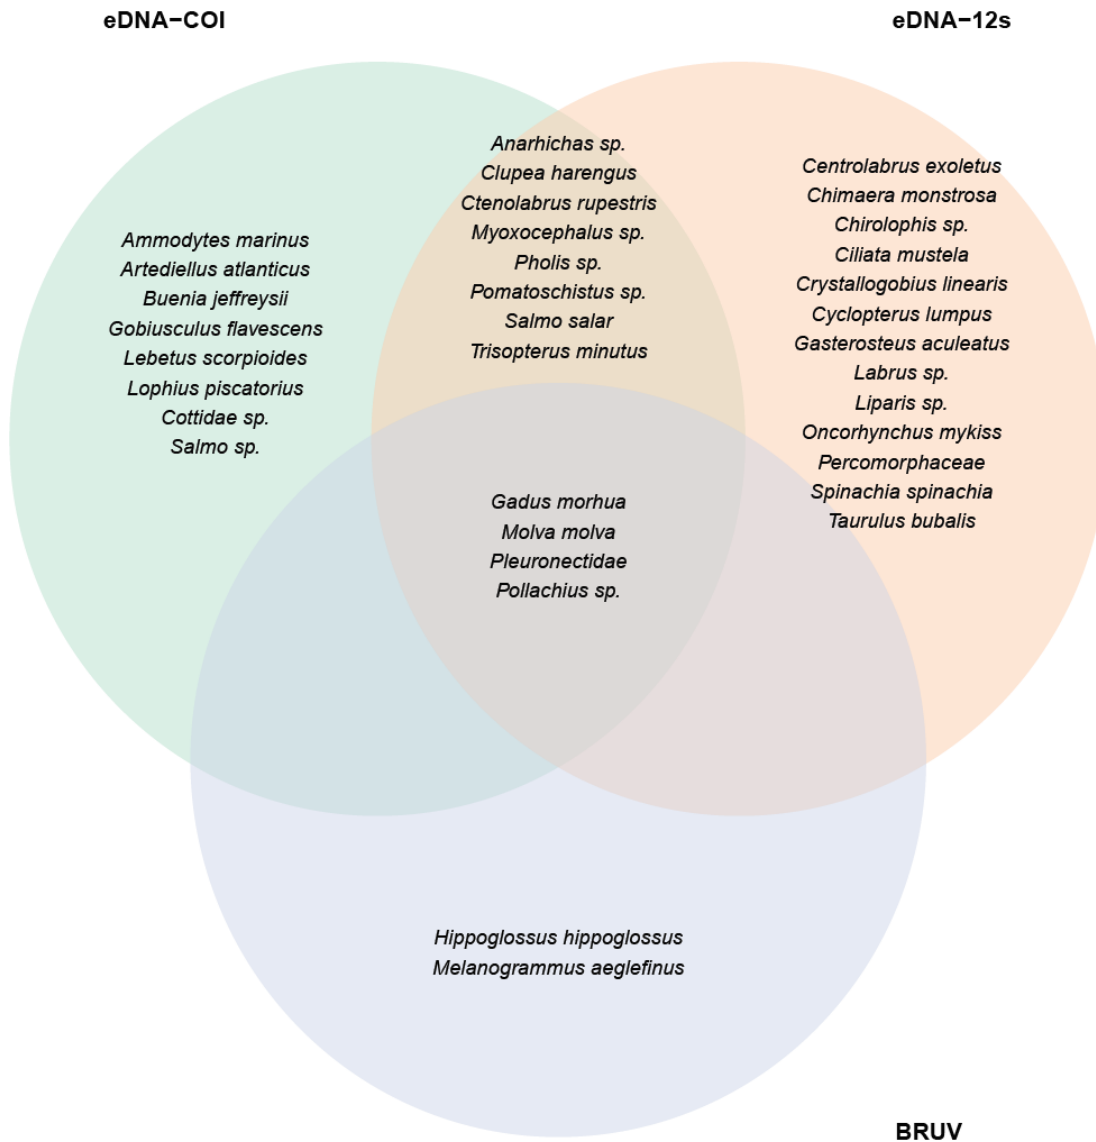 eDNA−COI
eDNA−12s
Ammodytes marinus
Artediellus atlanticus
Buenia jeffreysii
Gobiusculus flavescens
Lebetus scorpioides
Lophius piscatorius
Cottidae sp.
Salmo sp.
Anarhichas sp.
Clupea harengus
Ctenolabrus rupestris
Myoxocephalus sp.
Pholis sp.
Pomatoschistus sp.
Salmo salar
Trisopterus minutus
Centrolabrus exoletus
Chimaera monstrosa
Chirolophis sp.
Ciliata mustela
Crystallogobius linearis
Cyclopterus lumpus
Gasterosteus aculeatus
Labrus sp.
Liparis sp.
Oncorhynchus mykiss
Percomorphaceae
Spinachia spinachia
Taurulus bubalis
Gadus morhua
Molva molva
Pleuronectidae
Pollachius sp.
Hippoglossus hippoglossus
Melanogrammus aeglefinus
BRUV